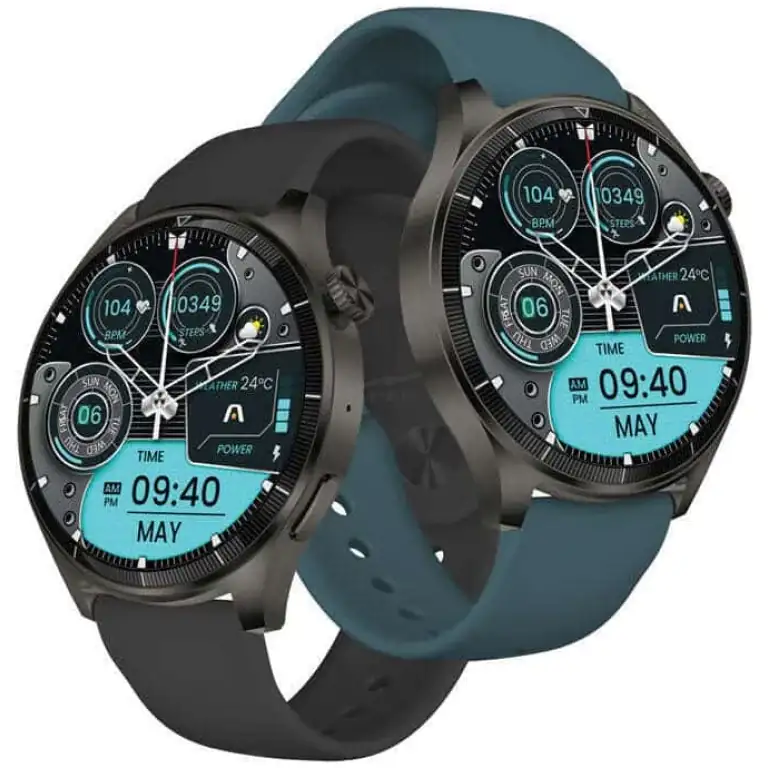 104
BPM
10349
STEPS
SUN MON TUE WED THU FRI SAT
06
WEATHER 24°C
POWER
TIME
AM
PM
09:40
MAY
104
BPM
10349
STEPS
SUN MON TUE WED THU FRI SAT
06
WEATHER 24°C
POWER
TIME
AM
PM
09:40
MAY